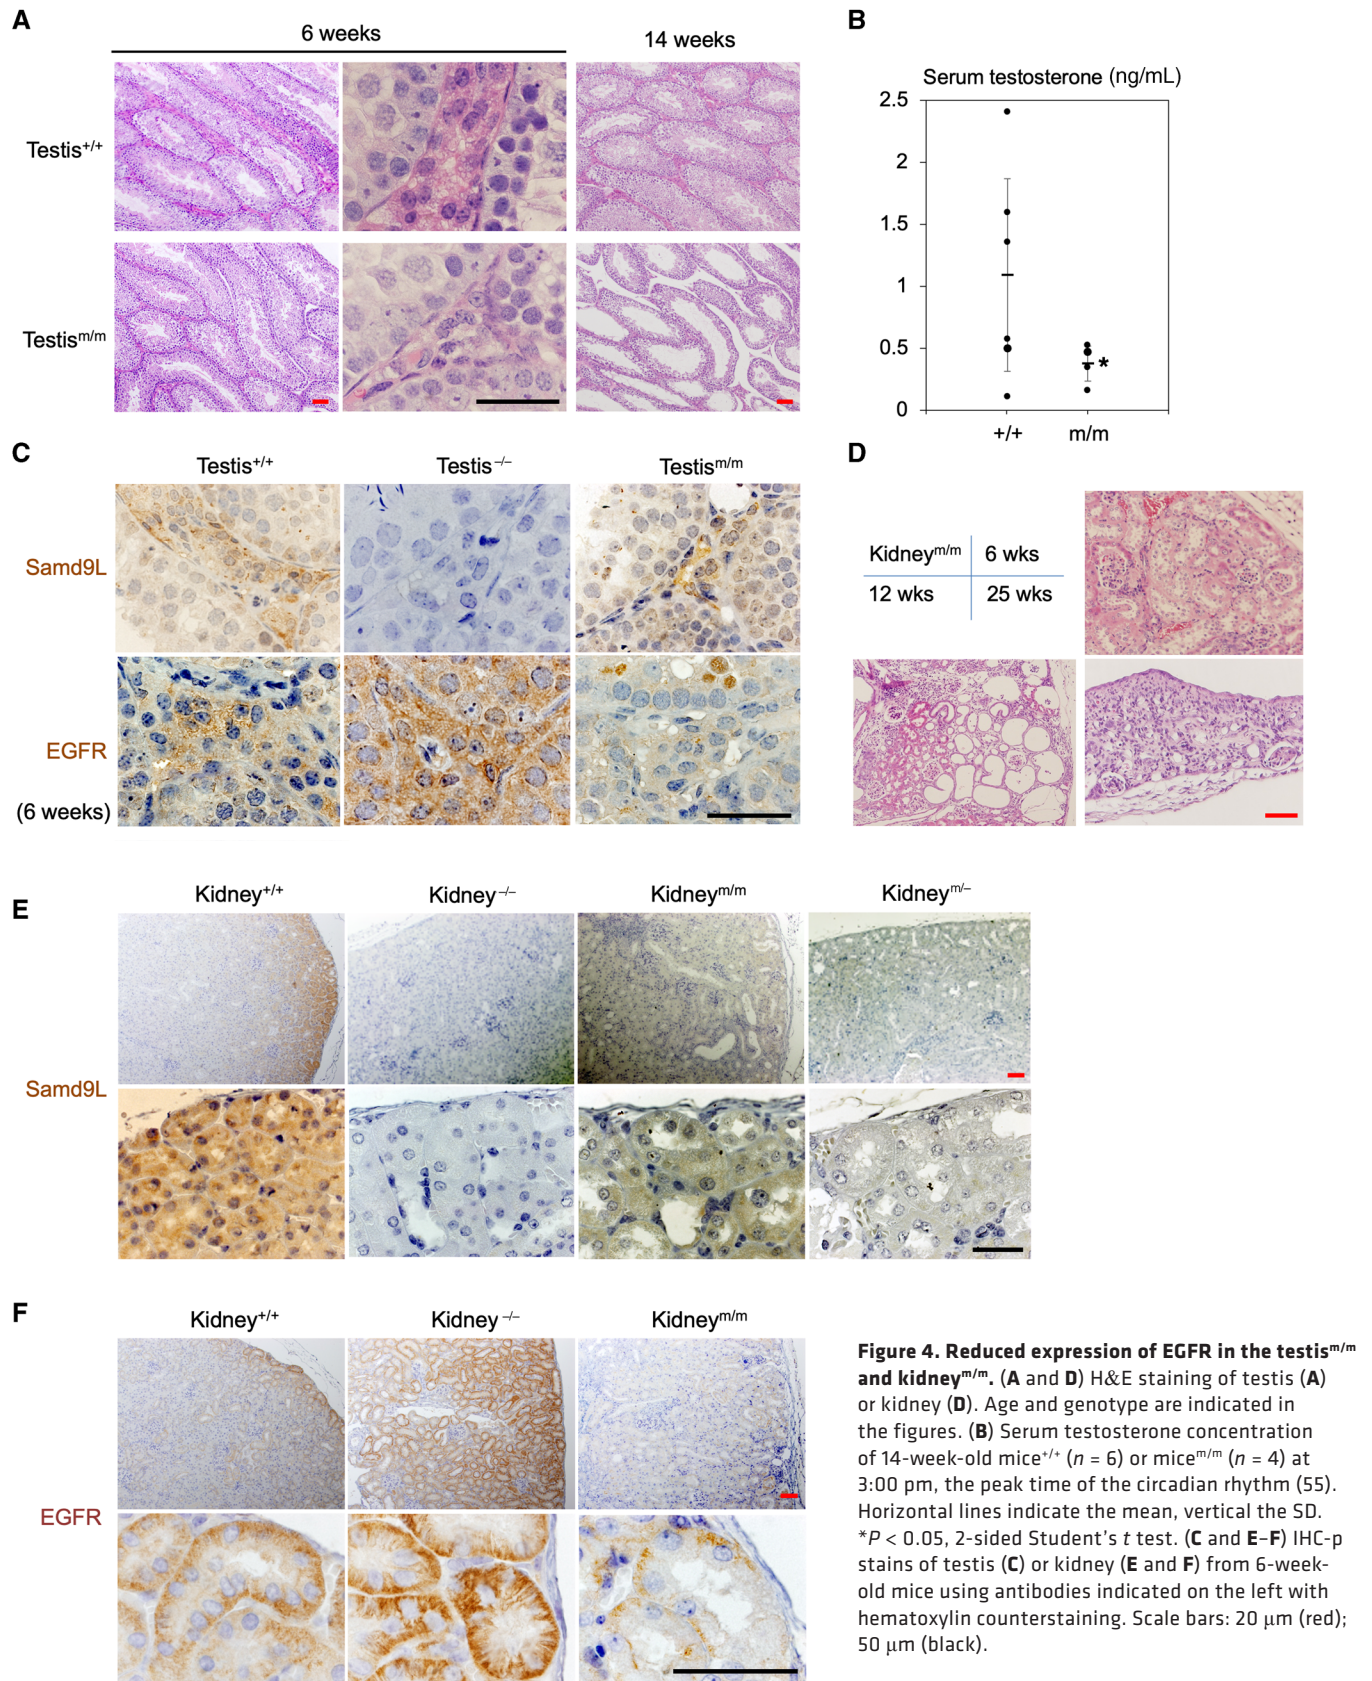 A
6 weeks
14 weeks
Testis+/+
Testism/m
B
Serum testosterone (ng/mL)
2.5
2
1.5
1
0.5
0
*
+/+
m/m
C
Testis+/+
Testis–/–
Testism/m
Samd9L
EGFR
(6 weeks)
D
Kidneym/m
6 wks
12 wks
25 wks
E
Kidney+/+
Kidney–/–
Kidneym/m
Kidneym/–
Samd9L
F
Kidney+/+
Kidney–/–
Kidneym/m
EGFR
Figure 4. Reduced expression of EGFR in the testism/m
and kidneym/m. (A and D) H&E staining of testis (A)
or kidney (D). Age and genotype are indicated in
the figures. (B) Serum testosterone concentration
of 14-week-old mice+/+ (n = 6) or micem/m (n = 4) at
3:00 pm, the peak time of the circadian rhythm (55).
Horizontal lines indicate the mean, vertical the SD.
*P < 0.05, 2-sided Student's t test. (C and E–F) IHC-p
stains of testis (C) or kidney (E and F) from 6-week-
old mice using antibodies indicated on the left with
hematoxylin counterstaining. Scale bars: 20 μm (red);
50 μm (black).